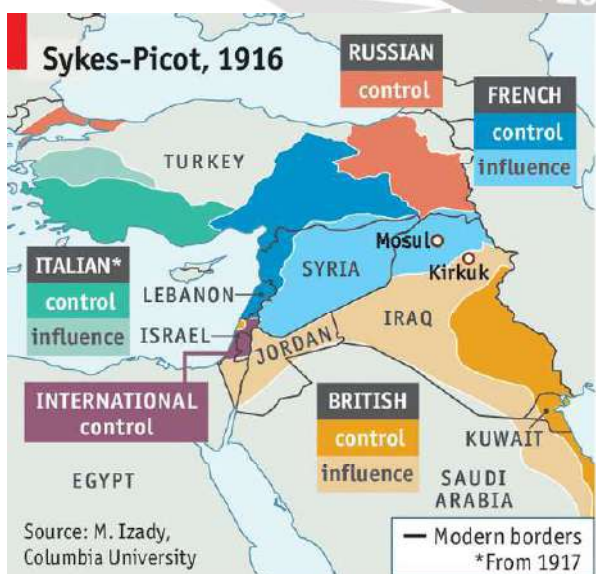 Sykes-Picot, 1916
RUSSIAN
control
FRENCH
control
influence
TURKEY
Mosul
Kirkuk
SYRIA
ITALIAN*
control
influence
LEBANON
ISRAEL
JORDAN
IRAQ
INTERNATIONAL
control
BRITISH
control
influence
KUWAIT
EGYPT
SAUDI
ARABIA
Source: M. Izady,
Columbia University
Modern borders
*From 1917